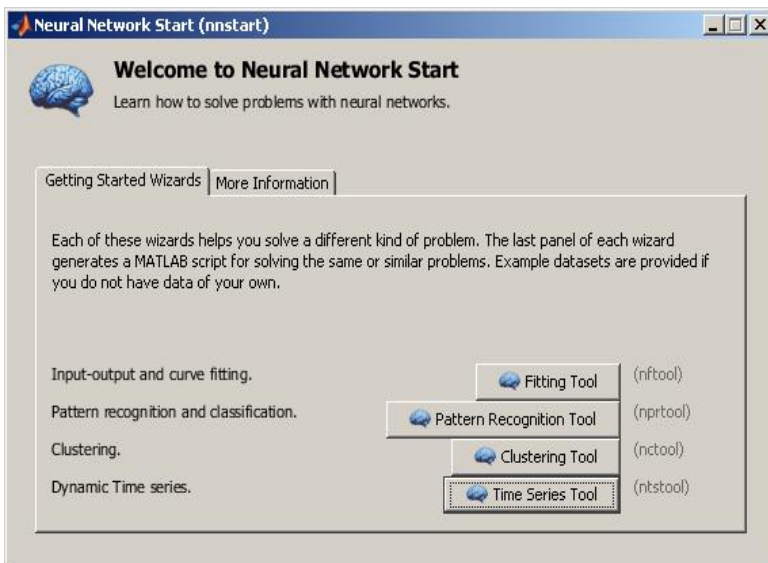 Neural Network Start (nnstart)
Welcome to Neural Network Start
Learn how to solve problems with neural networks.
Getting Started Wizards More Information
Each of these wizards helps you solve a different kind of problem. The last panel of each wizard
generates a MATLAB script for solving the same or similar problems. Example datasets are provided if
you do not have data of your own.
Input-output and curve fitting. Fitting Tool (nftool)
Pattern recognition and classification. Pattern Recognition Tool (nprtool)
Clustering. Clustering Tool (nctool)
Dynamic Time series. Time Series Tool (ntstool)